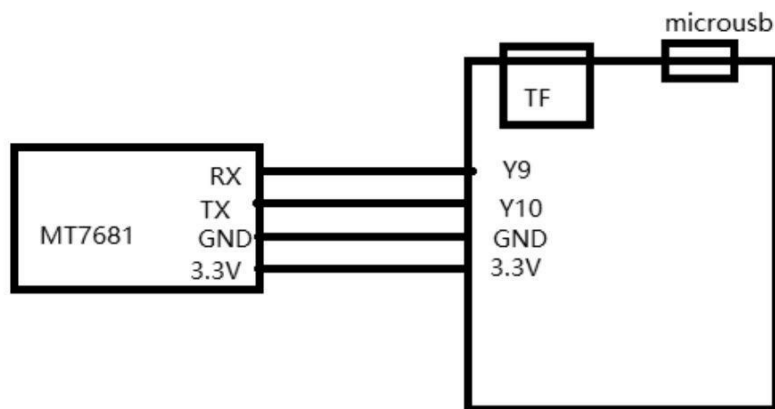 microusb
TF
RX
Y9
TX
Y10
MT7681
GND
GND
3.3V
3.3V